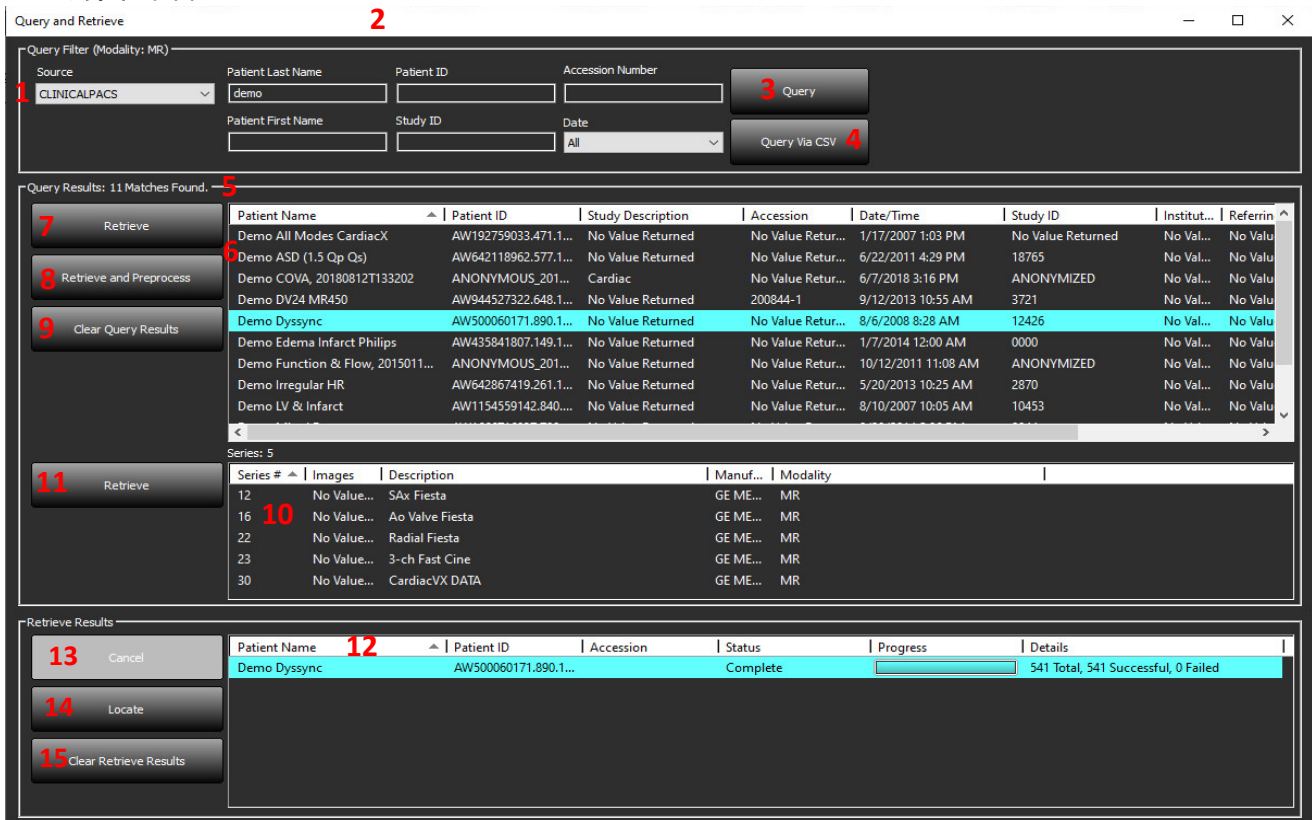 Query and Retrieve 2
Query Filter (Modality: MR)
Source Patient Last Name Patient ID Accession Number
1 CLINICALPACS demo 3 Query
Patient First Name Study ID Date
All Query Via CSV 4
Query Results: 11 Matches Found. 5
7 Retrieve
8 Retrieve and Preprocess
9 Clear Query Results
6
Patient Name Patient ID Study Description Accession Date/Time Study ID Institut... Referrin
Demo All Modes CardiacX AW192759033.471.1... No Value Returned No Value Retur... 1/17/2007 1:03 PM No Value Returned No Val... No Valu
Demo ASD (1.5 Qp Qs) AW642118962.577.1... No Value Returned No Value Retur... 6/22/2011 4:29 PM 18765 No Val... No Valu
Demo COVA, 20180812T133202 ANONYMOUS_201... Cardiac No Value Retur... 6/7/2018 3:16 PM ANONYMIZED No Val... No Valu
Demo DV24 MR450 AW944527322.648.1... No Value Returned 200844-1 9/12/2013 10:55 AM 3721 No Val... No Valu
Demo Dyssync AW500060171.890.1... No Value Returned No Value Retur... 8/6/2008 8:28 AM 12426 No Val... No Valu
Demo Edema Infarct Philips AW435841807.149.1... No Value Returned No Value Retur... 1/7/2014 12:00 AM 0000 No Val... No Valu
Demo Function & Flow, 2015011... ANONYMOUS_201... No Value Returned No Value Retur... 10/12/2011 11:08 AM ANONYMIZED No Val... No Valu
Demo Irregular HR AW642867419.261.1... No Value Returned No Value Retur... 5/20/2013 10:25 AM 2870 No Val... No Valu
Demo LV & Infarct AW1154559142.840.... No Value Returned No Value Retur... 8/10/2007 10:05 AM 10453 No Val... No Valu
Series: 5
11 Retrieve
10
Series # Images Description Manuf... Modality
12 No Value... SAx Fiesta GE ME... MR
16 No Value... Ao Valve Fiesta GE ME... MR
22 No Value... Radial Fiesta GE ME... MR
23 No Value... 3-ch Fast Cine GE ME... MR
30 No Value... CardiacVX DATA GE ME... MR
Retrieve Results
13 Cancel
14 Locate
15 Clear Retrieve Results
Patient Name 12 Patient ID Accession Status Progress Details
Demo Dyssync AW500060171.890.1... Complete 541 Total, 541 Successful, 0 Failed